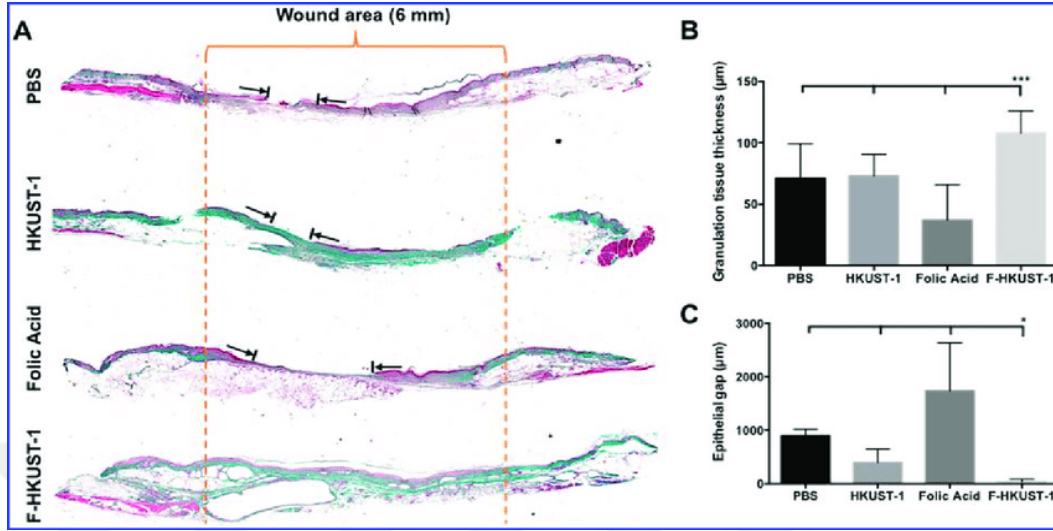 A
Wound area (6 mm)
PBS
HKUST-1
Folic Acid
F-HKUST-1
B
Granulation tissue thickness (µm)
150
100
50
0
***
PBS HKUST-1 Folic Acid F-HKUST-1
C
Epithelial gap (µm)
3000
2000
1000
0
*
PBS HKUST-1 Folic Acid F-HKUST-1